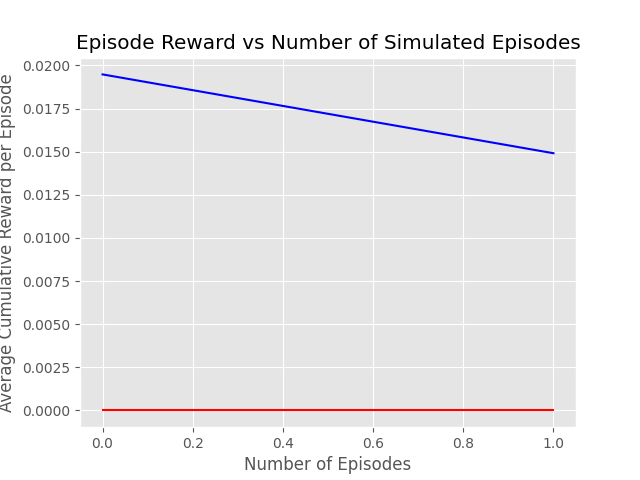 Episode Reward vs Number of Simulated Episodes
Average Cumulative Reward per Episode
0.0200
0.0175
0.0150
0.0125
0.0100
0.0075
0.0050
0.0025
0.0000
0.0 0.2 0.4 0.6 0.8 1.0
Number of Episodes